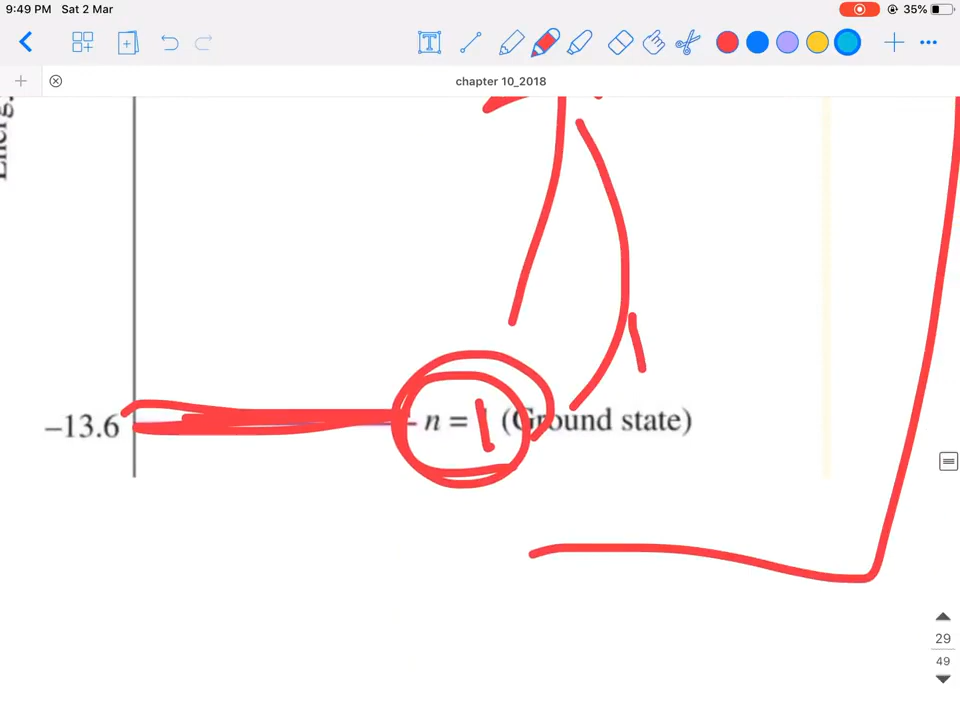 9:49 PM Sat 2 Mar
35%
chapter 10_2018
−13.6
n = 1 (Ground state)
29
49